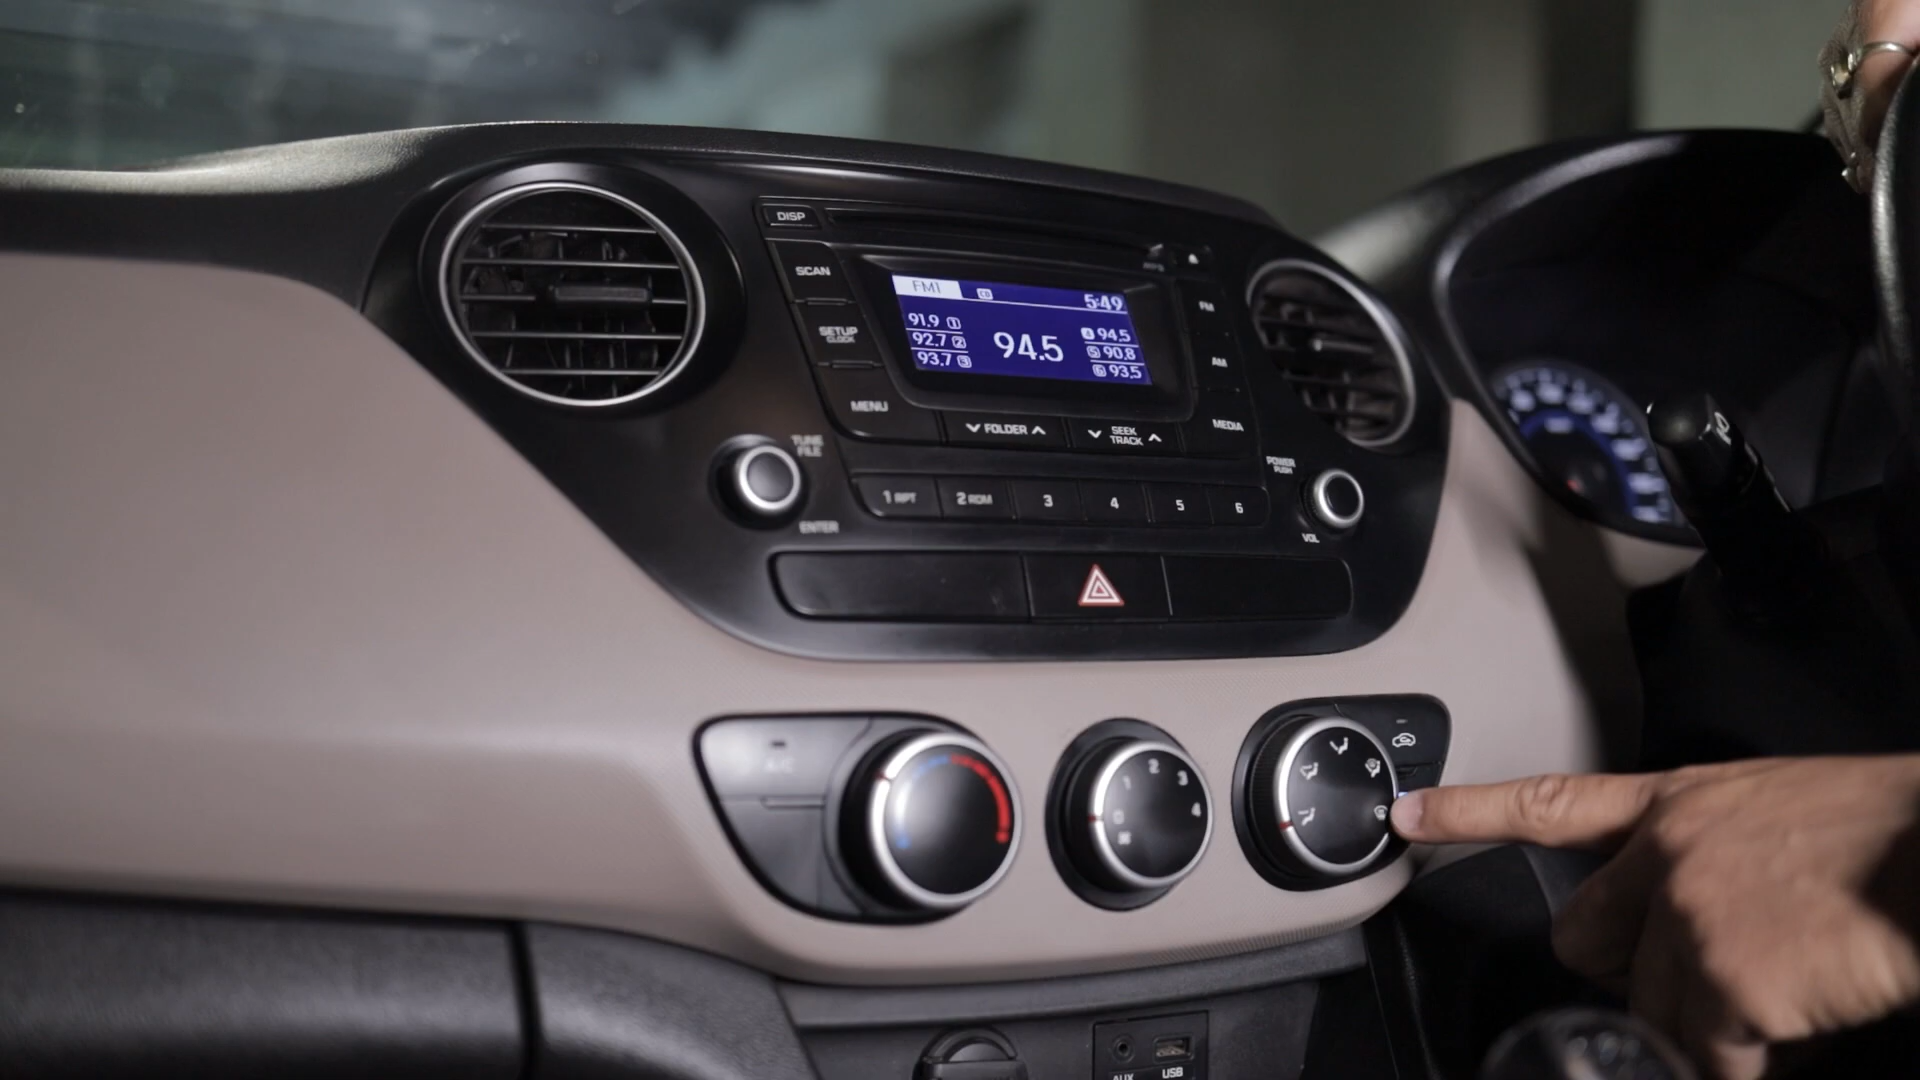 DISP
SCAN
SETUP
CLOCK
MENU
FM1 CD 5:49
91.9 1
92.7 2
93.7 3
94.5
4 94.5
5 90.8
6 93.5
FM
AM
MEDIA
FOLDER
SEEK
TRACK
TUNE
FILE
ENTER
POWER
PUSH
VOL
1 RPT
2 RDM
3
4
5
6
A/C
0
1
2
3
4
AUX
USB